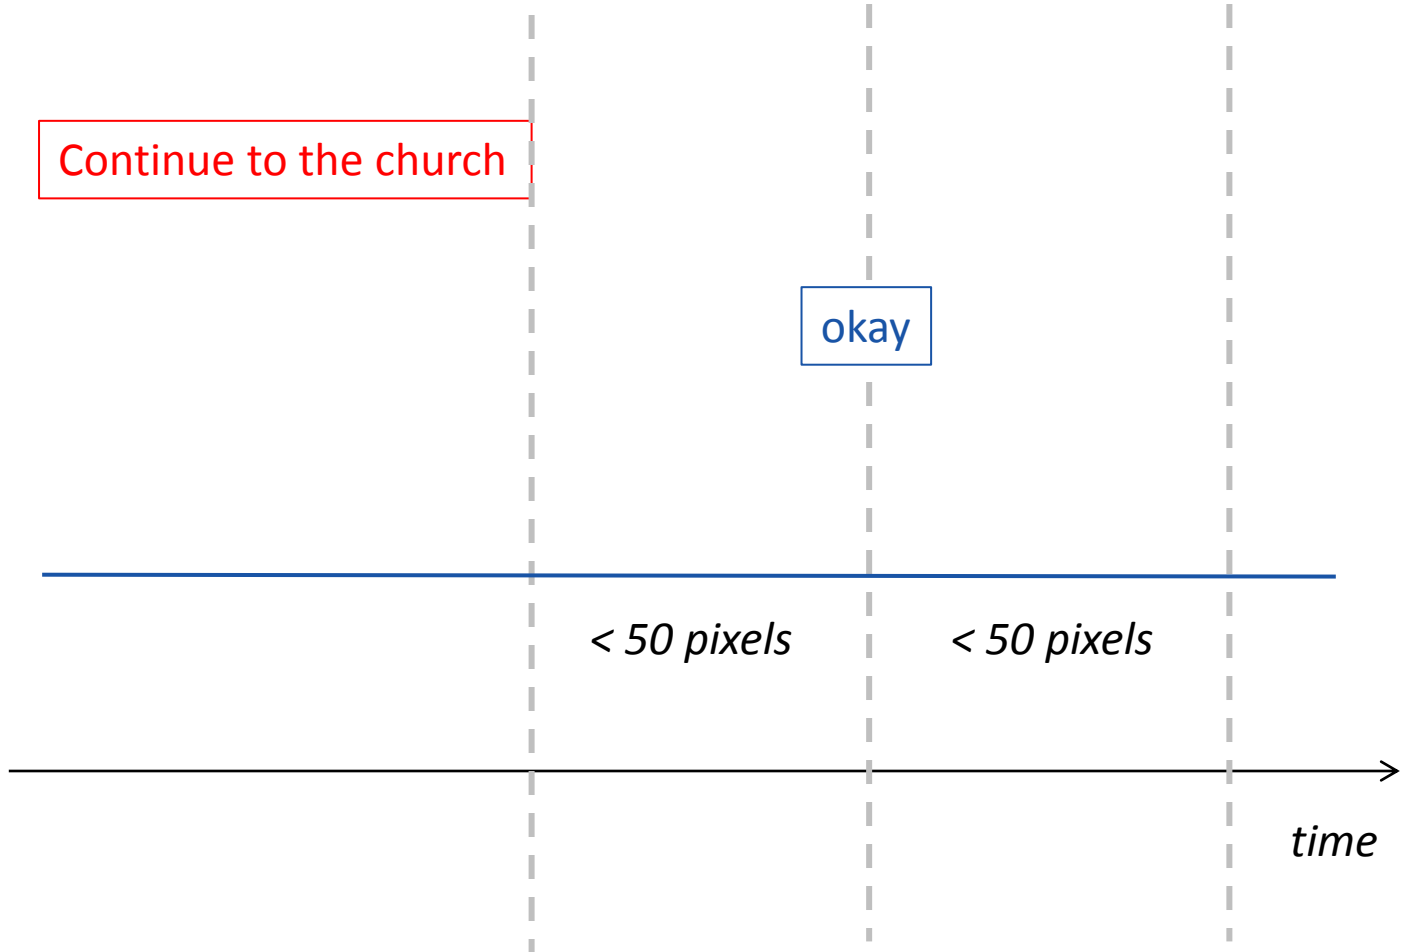 Continue to the church
okay
< 50 pixels
< 50 pixels
time